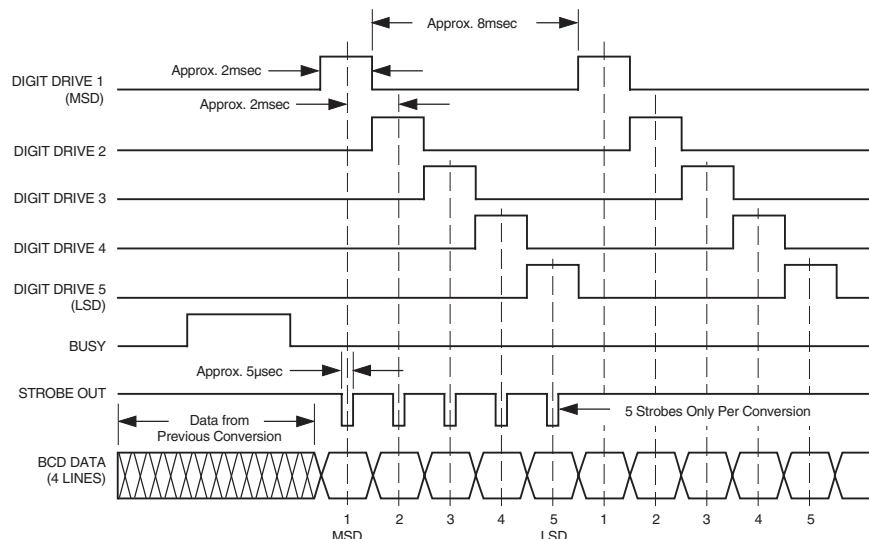 Approx. 8msec
Approx. 2msec
DIGIT DRIVE 1
(MSD)
Approx. 2msec
DIGIT DRIVE 2
DIGIT DRIVE 3
DIGIT DRIVE 4
DIGIT DRIVE 5
(LSD)
BUSY
Approx. 5µsec
STROBE OUT
5 Strobes Only Per Conversion
Data from
Previous Conversion
BCD DATA
(4 LINES)
1 2 3 4 5 1 2 3 4 5
MSD LSD